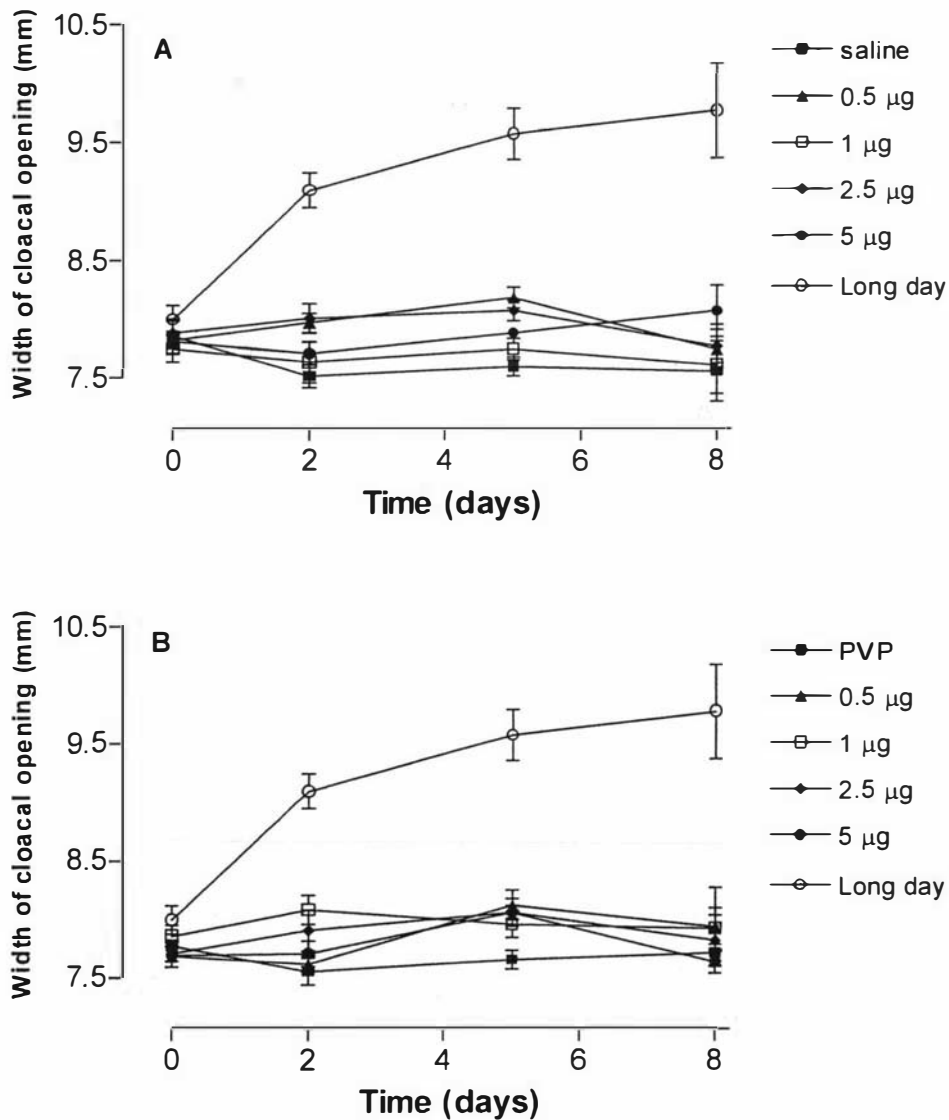 A
Width of cloacal opening (mm)
10.5
9.5
8.5
7.5
0
2
4
6
8
Time (days)
saline
0.5 μg
1 μg
2.5 μg
5 μg
Long day
B
Width of cloacal opening (mm)
10.5
9.5
8.5
7.5
0
2
4
6
8
Time (days)
PVP
0.5 μg
1 μg
2.5 μg
5 μg
Long day